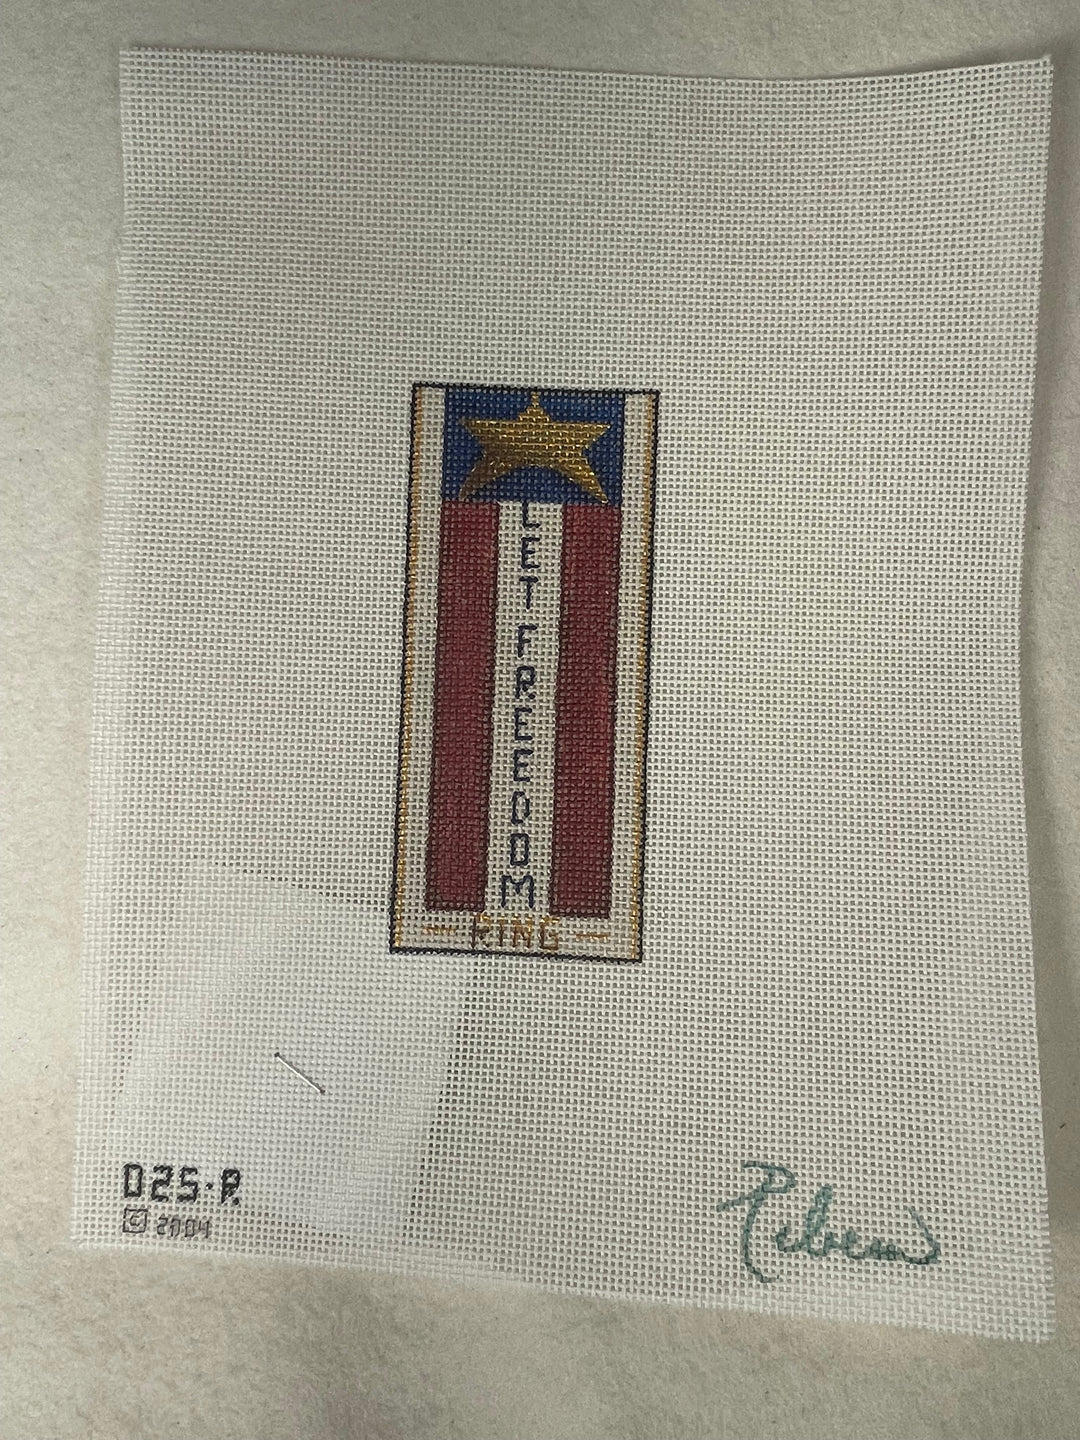 LET FREEDOM
RING
D25·P.
© 2004